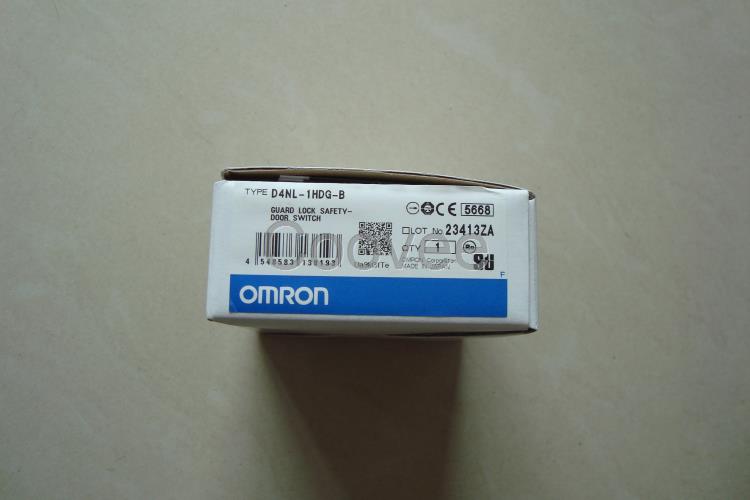 TYPE D4NL-1HDG-B
GUARD LOCK SAFETY-
DOOR SWITCH
CE 5668
LOT No 23413ZA
QTY 1
OMRON Corporation
MADE IN JAPAN
F
OMRON